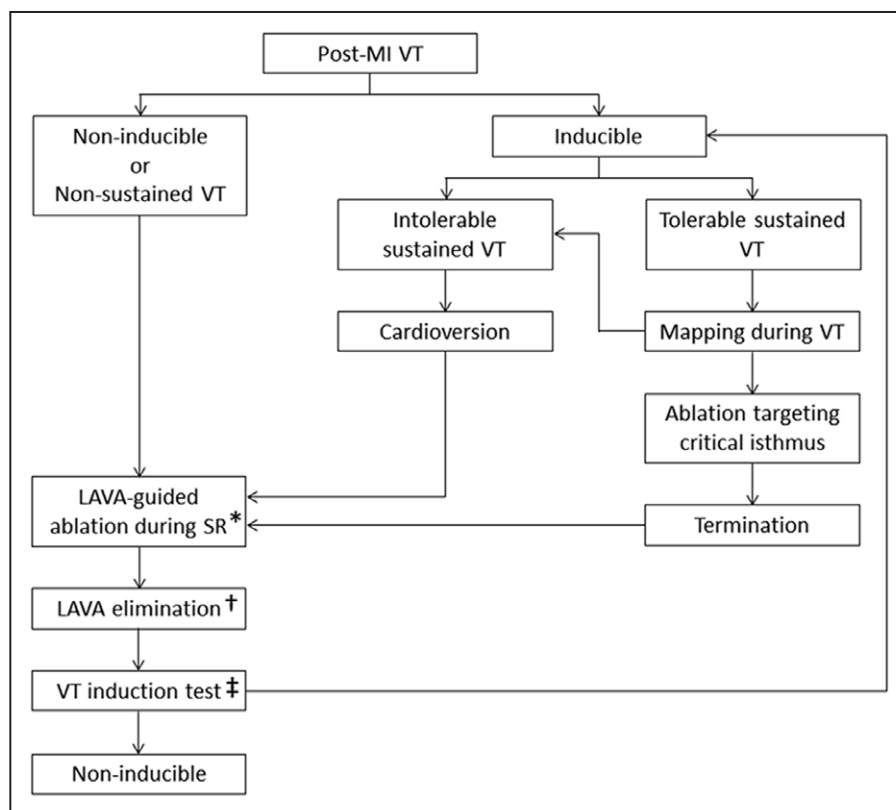 Post-MI VT
Non-inducible
or
Non-sustained VT
Inducible
Intolerable
sustained VT
Tolerable sustained
VT
Cardioversion
Mapping during VT
Ablation targeting
critical isthmus
LAVA-guided
ablation during SR*
Termination
LAVA elimination†
VT induction test‡
Non-inducible